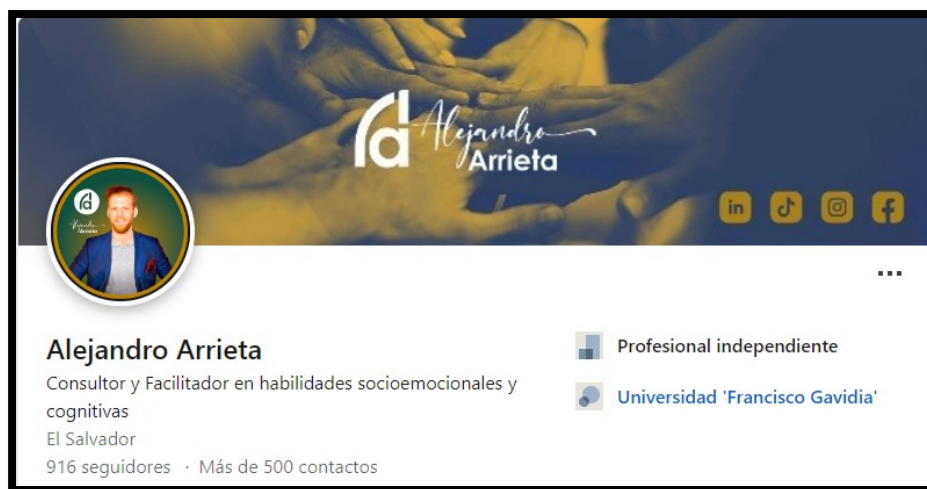 Alejandro
Arrieta
Alejandro Arrieta
Consultor y Facilitador en habilidades socioemocionales y
cognitivas
El Salvador
916 seguidores · Más de 500 contactos
Profesional independiente
Universidad 'Francisco Gavidia'